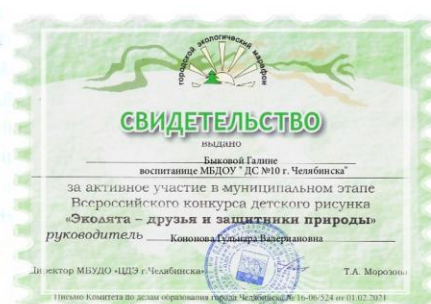 городской экологический марафон
СВИДЕТЕЛЬСТВО
выдано
Быковой Галине
воспитанице МБДОУ " ДС №10 г. Челябинска"
за активное участие в муниципальном этапе
Всероссийского конкурса детского рисунка
«Эколята – друзья и защитники природы»
руководитель Кононова Гульнара Валериановна
Директор МБУДО «ЦДЭ г.Челябинска» Т.А. Морозова
Письмо Комитета по делам образования города Челябинска № 16-06/524 от 01.02.2021